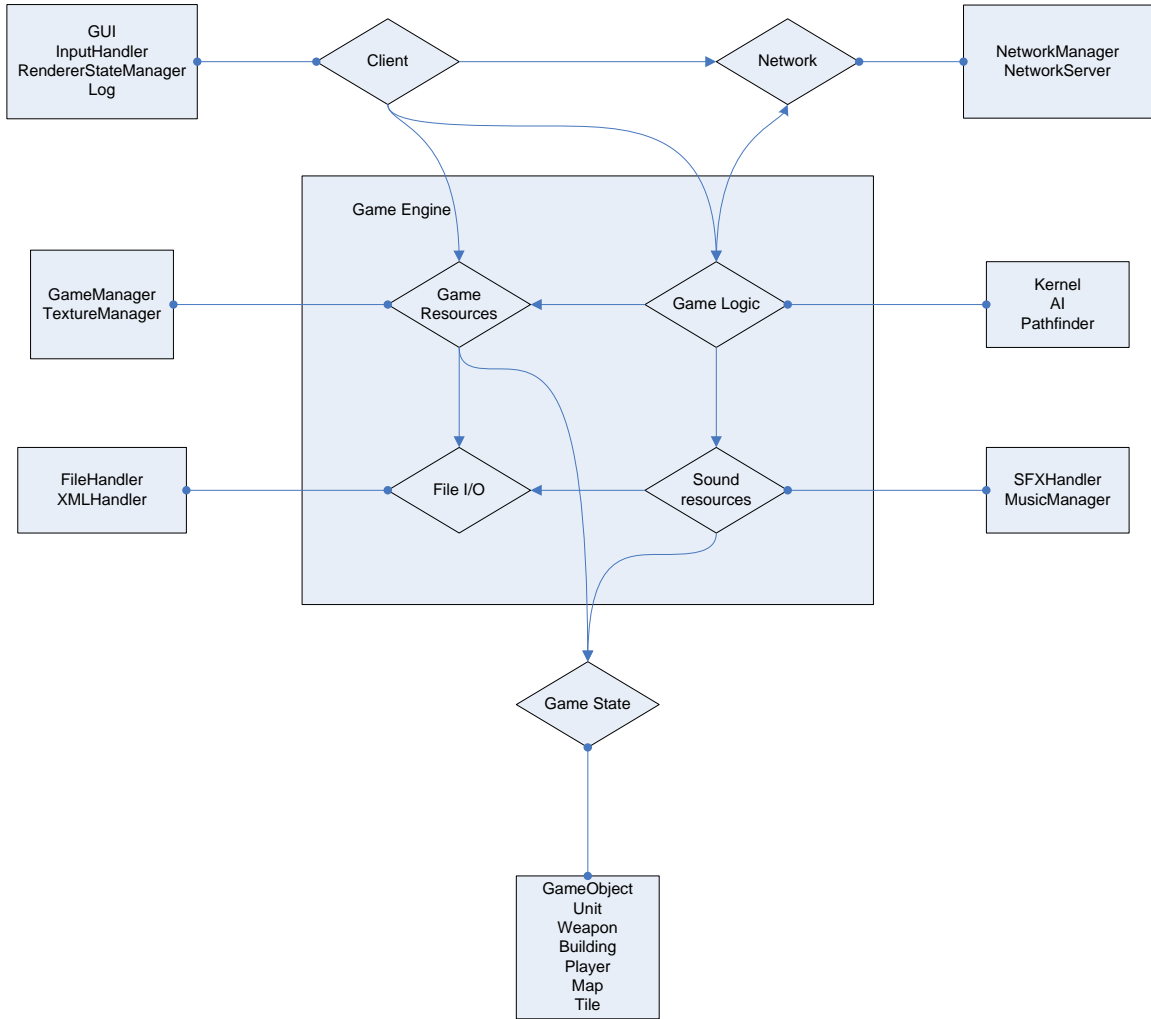 GUI
InputHandler
RendererStateManager
Log
Client
Network
NetworkManager
NetworkServer
Game Engine
GameManager
TextureManager
Game
Resources
Game Logic
Kernel
AI
Pathfinder
FileHandler
XMLHandler
File I/O
Sound
resources
SFXHandler
MusicManager
Game State
GameObject
Unit
Weapon
Building
Player
Map
Tile